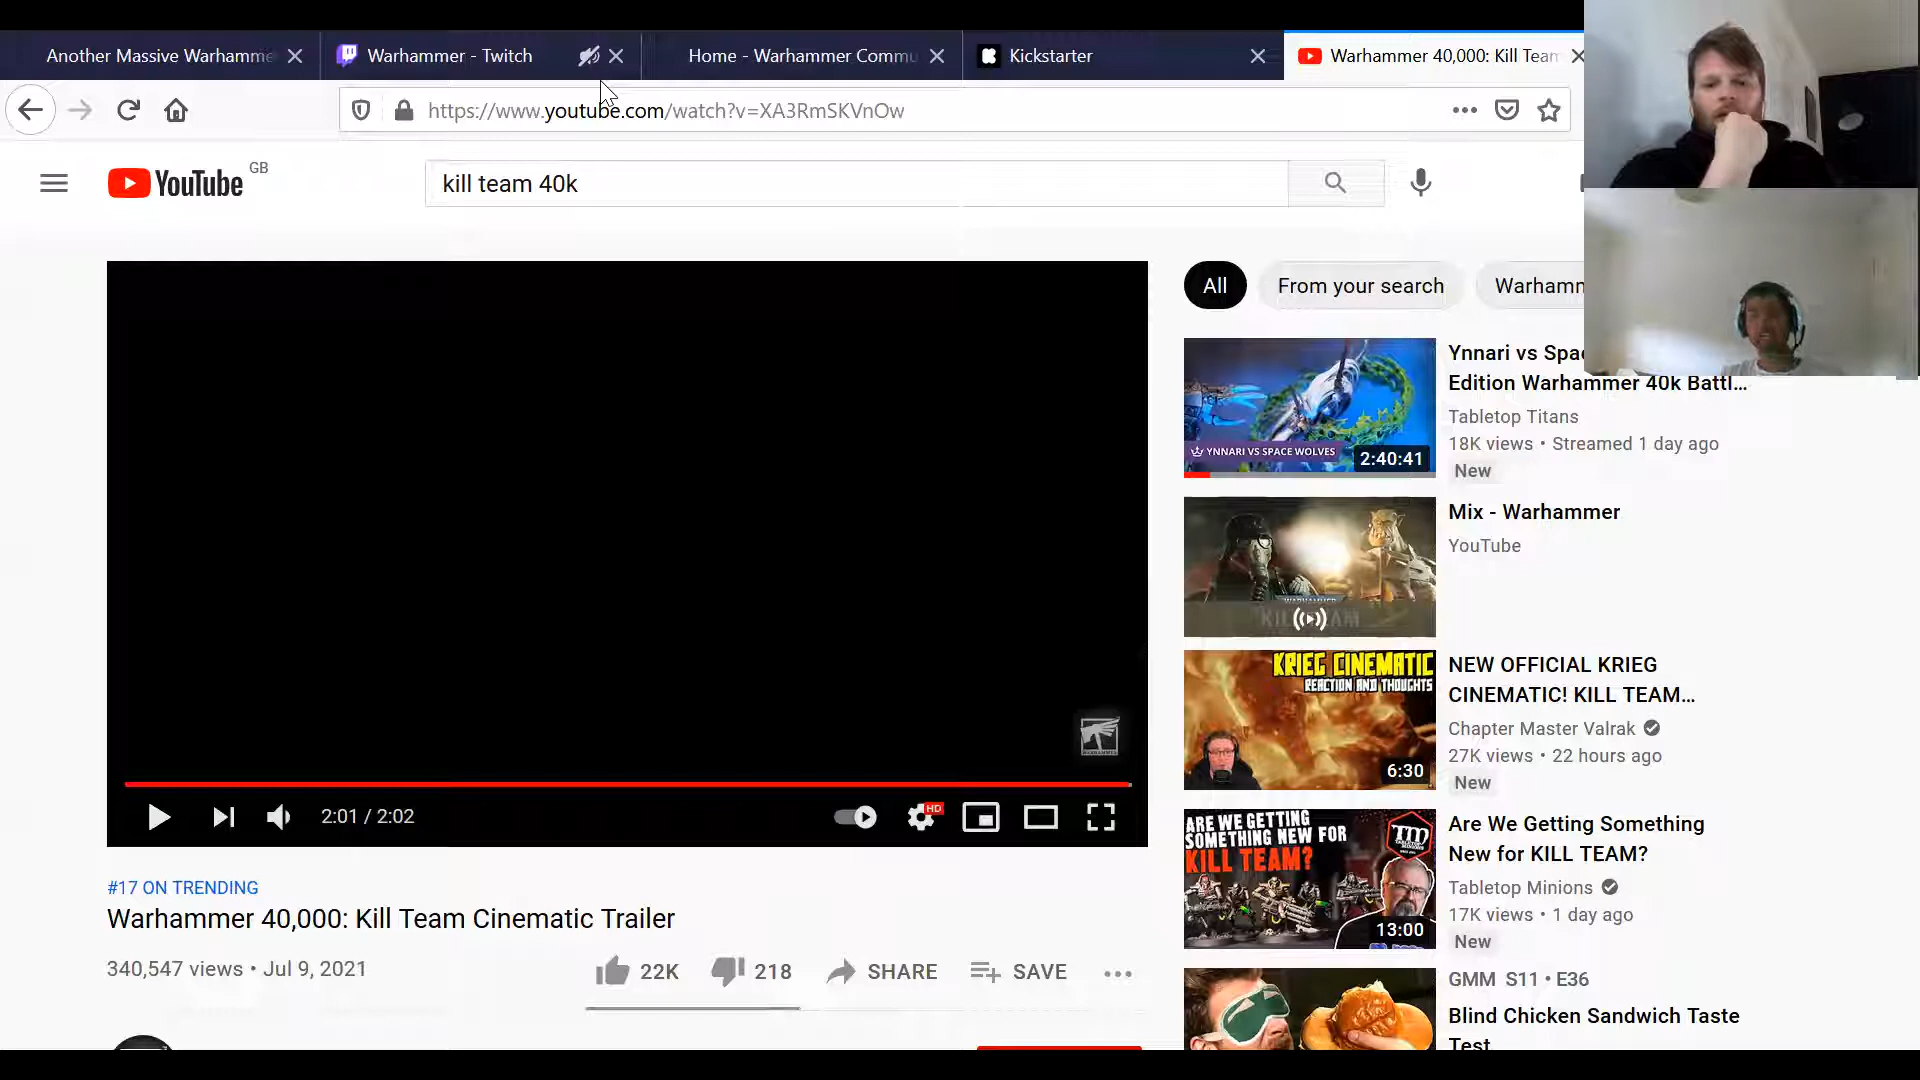 Another Massive Warhamme
Warhammer - Twitch
Home - Warhammer Commu
Kickstarter
Warhammer 40,000: Kill Team
https://www.youtube.com/watch?v=XA3RmSKVnOw
YouTube GB
kill team 40k
All
From your search
Warhamm
YNNARI VS SPACE WOLVES
2:40:41
Ynnari vs Spa
Edition Warhammer 40k Battl...
Tabletop Titans
18K views • Streamed 1 day ago
New
WARHAMMER
Mix - Warhammer
YouTube
KRIEG CINEMATIC
REACTION AND THOUGHTS
6:30
NEW OFFICIAL KRIEG
CINEMATIC! KILL TEAM...
Chapter Master Valrak
27K views • 22 hours ago
New
ARE WE GETTING
SOMETHING NEW FOR
KILL TEAM?
TM
13:00
Are We Getting Something
New for KILL TEAM?
Tabletop Minions
17K views • 1 day ago
New
GMM S11 • E36
Blind Chicken Sandwich Taste
Test
2:01 / 2:02
HD
#17 ON TRENDING
Warhammer 40,000: Kill Team Cinematic Trailer
340,547 views • Jul 9, 2021
22K
218
SHARE
SAVE